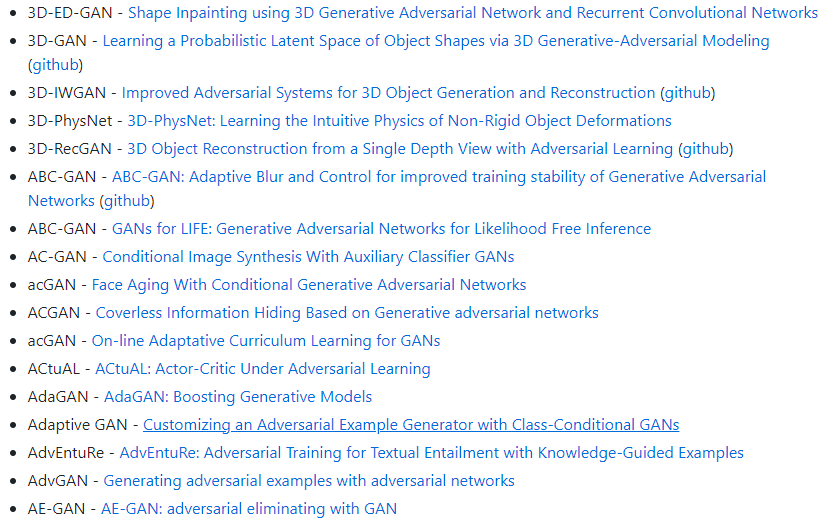 3D-ED-GAN - Shape Inpainting using 3D Generative Adversarial Network and Recurrent Convolutional Networks
3D-GAN - Learning a Probabilistic Latent Space of Object Shapes via 3D Generative-Adversarial Modeling
(github)
3D-IWGAN - Improved Adversarial Systems for 3D Object Generation and Reconstruction (github)
3D-PhysNet - 3D-PhysNet: Learning the Intuitive Physics of Non-Rigid Object Deformations
3D-RecGAN - 3D Object Reconstruction from a Single Depth View with Adversarial Learning (github)
ABC-GAN - ABC-GAN: Adaptive Blur and Control for improved training stability of Generative Adversarial
Networks (github)
ABC-GAN - GANs for LIFE: Generative Adversarial Networks for Likelihood Free Inference
AC-GAN - Conditional Image Synthesis With Auxiliary Classifier GANs
acGAN - Face Aging With Conditional Generative Adversarial Networks
ACGAN - Coverless Information Hiding Based on Generative adversarial networks
acGAN - On-line Adaptative Curriculum Learning for GANs
ACtuAL - ACtuAL: Actor-Critic Under Adversarial Learning
AdaGAN - AdaGAN: Boosting Generative Models
Adaptive GAN - Customizing an Adversarial Example Generator with Class-Conditional GANs
AdvEntuRe - AdvEntuRe: Adversarial Training for Textual Entailment with Knowledge-Guided Examples
AdvGAN - Generating adversarial examples with adversarial networks
AE-GAN - AE-GAN: adversarial eliminating with GAN